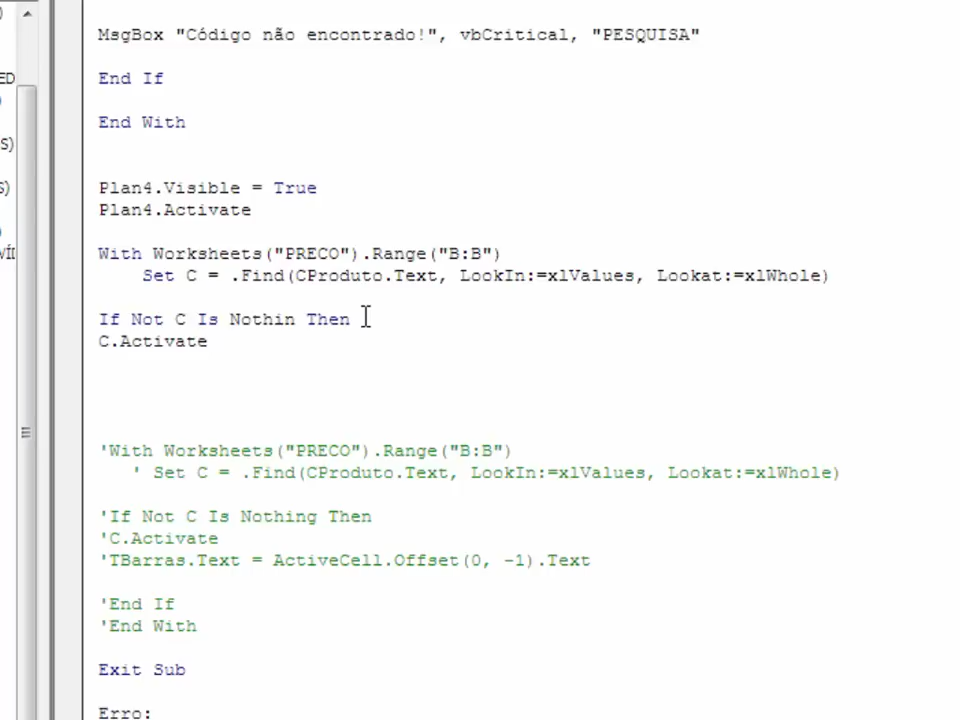 )
MsgBox "Código não encontrado!", vbCritical, "PESQUISA"
ED
End If
)
End With
S)
S)
Plan4.Visible = True
Plan4.Activate
)
With Worksheets("PRECO").Range("B:B")
Set C = .Find(CProduto.Text, LookIn:=xlValues, Lookat:=xlWhole)
If Not C Is Nothin Then
C.Activate
'With Worksheets("PRECO").Range("B:B")
' Set C = .Find(CProduto.Text, LookIn:=xlValues, Lookat:=xlWhole)
'If Not C Is Nothing Then
'C.Activate
'TBarras.Text = ActiveCell.Offset(0, -1).Text
'End If
'End With
Exit Sub
Erro: